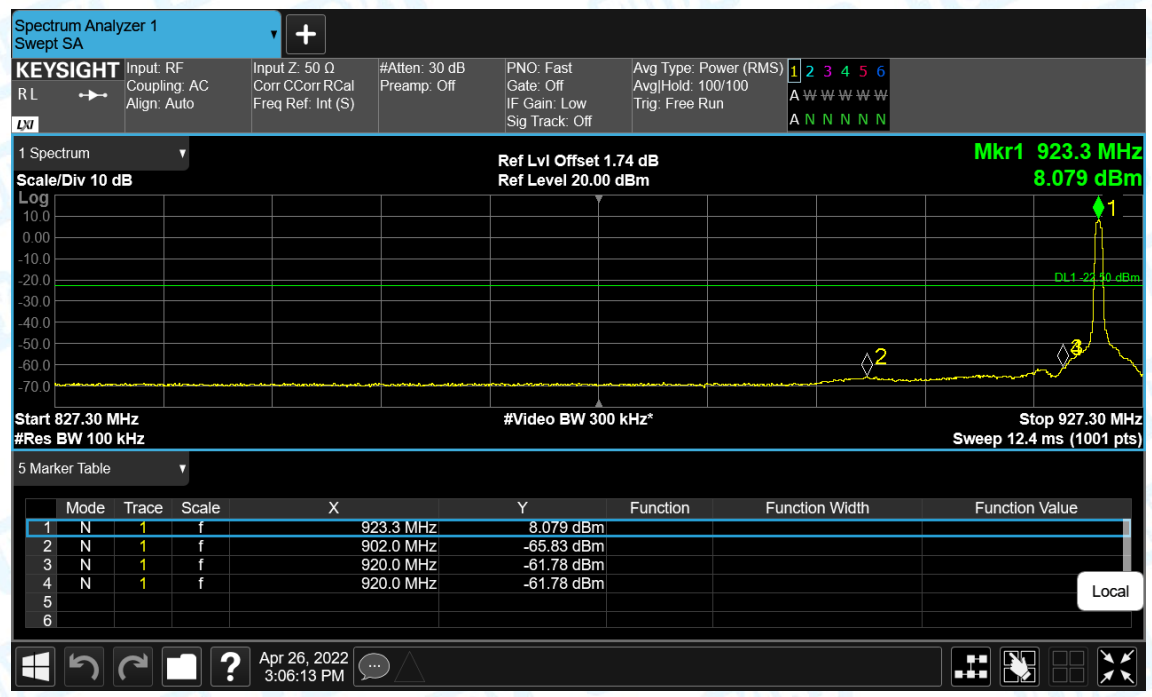 Spectrum Analyzer 1
Swept SA
+
KEYSIGHT
R L
LXI
Input: RF
Coupling: AC
Align: Auto
Input Z: 50 Ω
Corr CCorr RCal
Freq Ref: Int (S)
#Atten: 30 dB
Preamp: Off
PNO: Fast
Gate: Off
IF Gain: Low
Sig Track: Off
Avg Type: Power (RMS)
Avg|Hold: 100/100
Trig: Free Run
1 2 3 4 5 6
A W W W W W
A N N N N N
1 Spectrum
Scale/Div 10 dB
Ref Lvl Offset 1.74 dB
Ref Level 20.00 dBm
Mkr1 923.3 MHz
8.079 dBm
Log
10.0
0.00
-10.0
-20.0
-30.0
-40.0
-50.0
-60.0
-70.0
1
DL1 -22.50 dBm
2
Start 827.30 MHz
#Res BW 100 kHz
#Video BW 300 kHz*
Stop 927.30 MHz
Sweep 12.4 ms (1001 pts)
5 Marker Table
Mode Trace Scale X Y Function Function Width Function Value
1 N 1 f 923.3 MHz 8.079 dBm
2 N 1 f 902.0 MHz -65.83 dBm
3 N 1 f 920.0 MHz -61.78 dBm
4 N 1 f 920.0 MHz -61.78 dBm
5
6
Local
?
Apr 26, 2022
3:06:13 PM